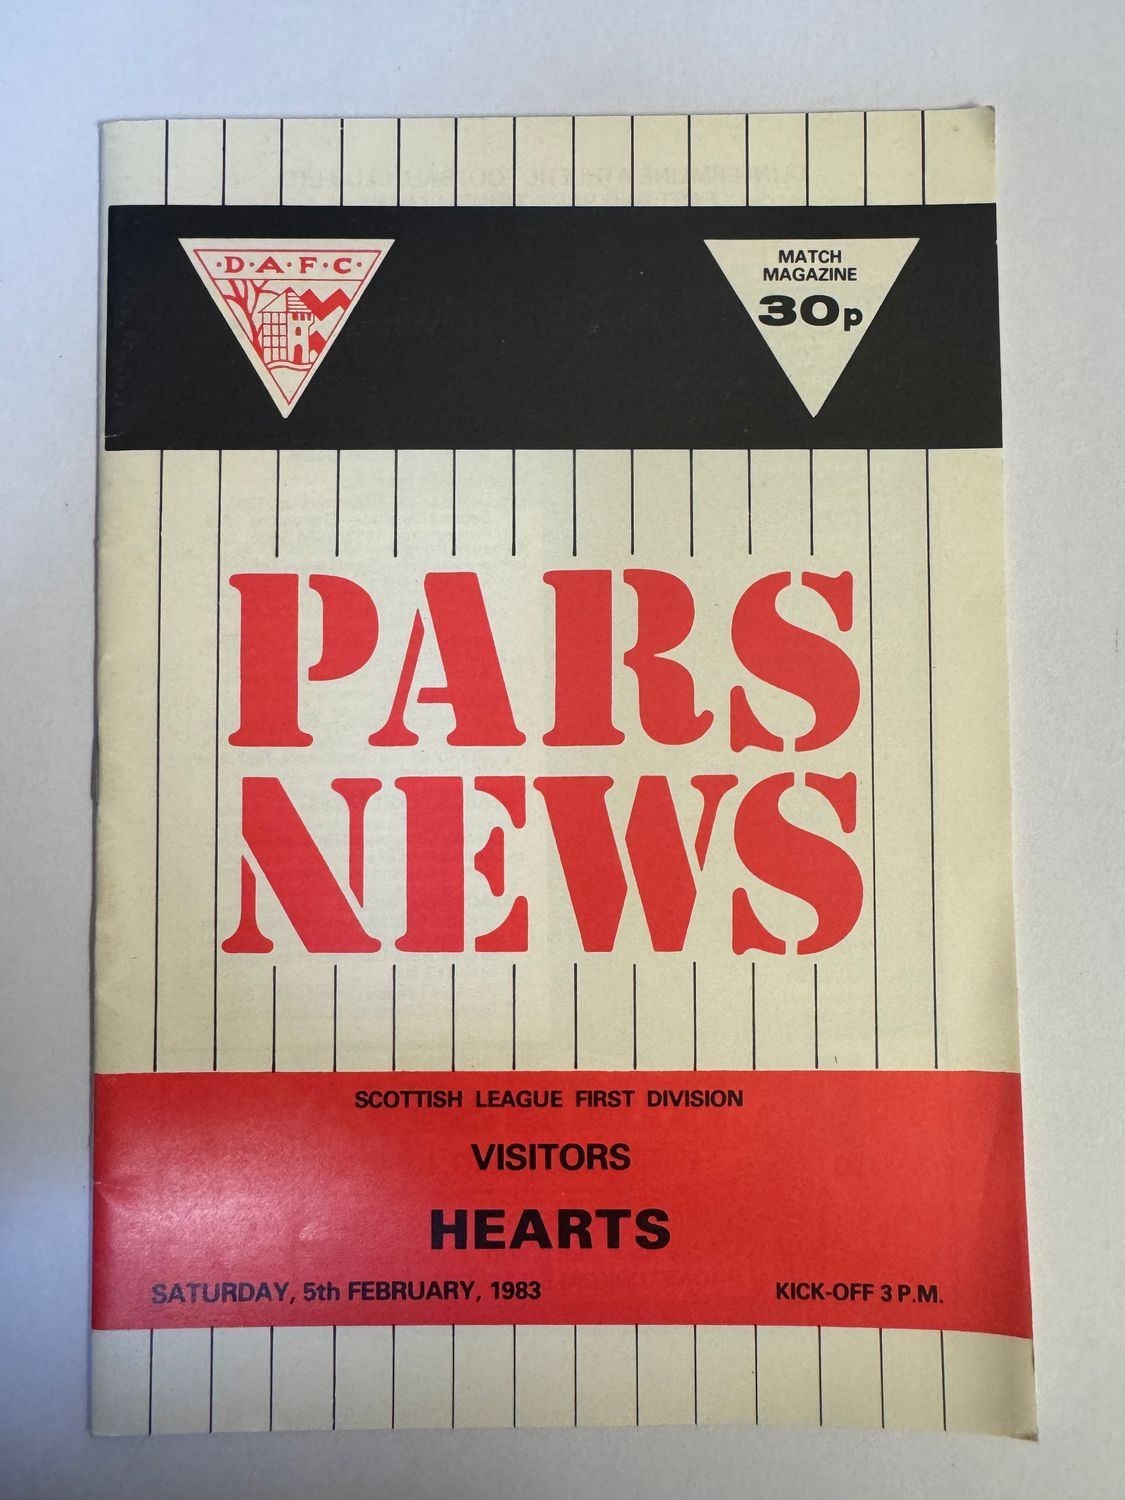 ·D·A·F·C·
MATCH
MAGAZINE
30p
PARS
NEWS
SCOTTISH LEAGUE FIRST DIVISION
VISITORS
HEARTS
SATURDAY, 5th FEBRUARY, 1983
KICK-OFF 3 P.M.